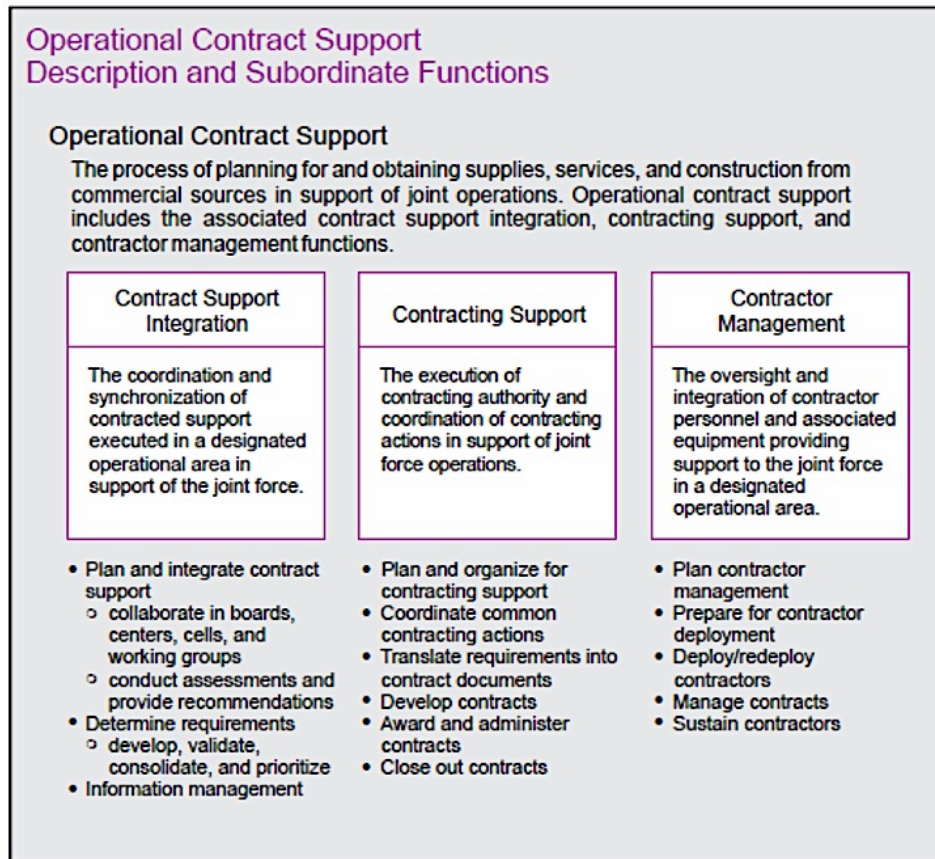 Operational Contract Support
Description and Subordinate Functions
Operational Contract Support
The process of planning for and obtaining supplies, services, and construction from
commercial sources in support of joint operations. Operational contract support
includes the associated contract support integration, contracting support, and
contractor management functions.
Contract Support
Integration
The coordination and
synchronization of
contracted support
executed in a designated
operational area in
support of the joint force.
• Plan and integrate contract
support
○ collaborate in boards,
centers, cells, and
working groups
○ conduct assessments and
provide recommendations
• Determine requirements
○ develop, validate,
consolidate, and prioritize
• Information management
Contracting Support
The execution of
contracting authority and
coordination of contracting
actions in support of joint
force operations.
• Plan and organize for
contracting support
• Coordinate common
contracting actions
• Translate requirements into
contract documents
• Develop contracts
• Award and administer
contracts
• Close out contracts
Contractor
Management
The oversight and
integration of contractor
personnel and associated
equipment providing
support to the joint force
in a designated
operational area.
• Plan contractor
management
• Prepare for contractor
deployment
• Deploy/redeploy
contractors
• Manage contracts
• Sustain contractors